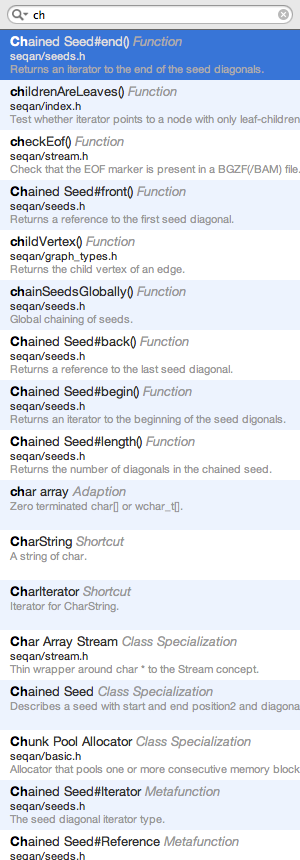 ch
Chained Seed#end() Function
seqan/seeds.h
Returns an iterator to the end of the seed diagonals.
childrenAreLeaves() Function
seqan/index.h
Test whether iterator points to a node with only leaf-children
checkEof() Function
seqan/stream.h
Check that the EOF marker is present in a BGZF(/BAM) file.
Chained Seed#front() Function
seqan/seeds.h
Returns a reference to the first seed diagonal.
childVertex() Function
seqan/graph_types.h
Returns the child vertex of an edge.
chainSeedsGlobally() Function
seqan/seeds.h
Global chaining of seeds.
Chained Seed#back() Function
seqan/seeds.h
Returns a reference to the last seed diagonal.
Chained Seed#begin() Function
seqan/seeds.h
Returns an iterator to the beginning of the seed digonals.
Chained Seed#length() Function
seqan/seeds.h
Returns the number of diagonals in the chained seed.
char array Adaption
Zero terminated char[] or wchar_t[].
CharString Shortcut
A string of char.
CharIterator Shortcut
Iterator for CharString.
Char Array Stream Class Specialization
seqan/stream.h
Thin wrapper around char * to the Stream concept.
Chained Seed Class Specialization
Describes a seed with start and end position2 and diagona
Chunk Pool Allocator Class Specialization
seqan/basic.h
Allocator that pools one or more consecutive memory block
Chained Seed#Iterator Metafunction
seqan/seeds.h
The seed diagonal iterator type.
Chained Seed#Reference Metafunction
seqan/seeds.h